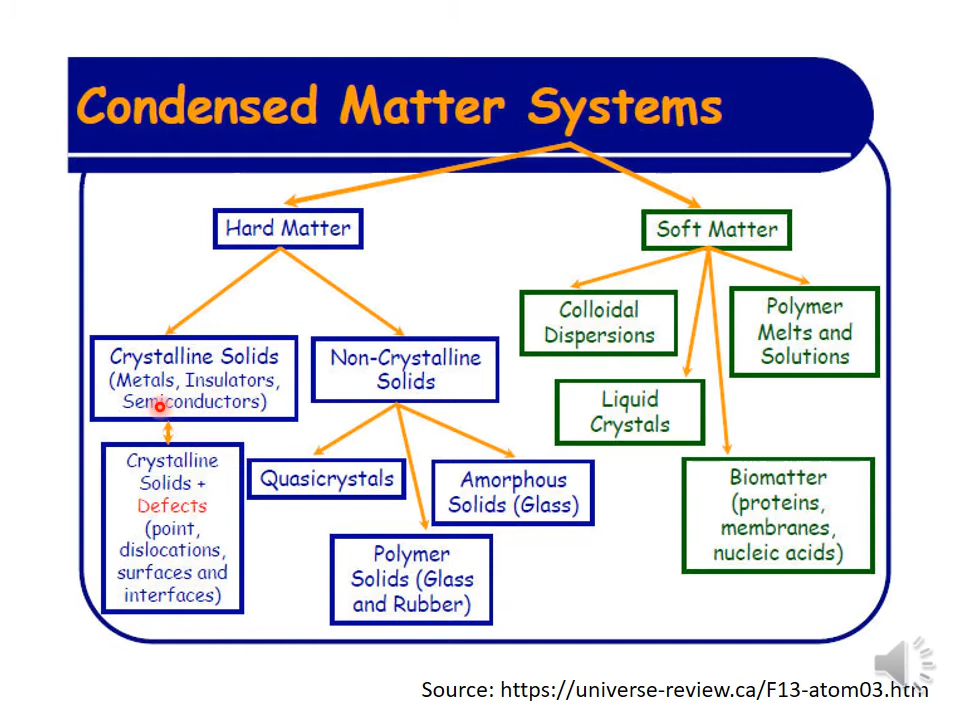 Condensed Matter Systems
Hard Matter
Soft Matter
Crystalline Solids
(Metals, Insulators,
Semiconductors)
Non-Crystalline
Solids
Colloidal
Dispersions
Polymer
Melts and
Solutions
Liquid
Crystals
Crystalline
Solids +
Defects
(point,
dislocations,
surfaces and
interfaces)
Quasicrystals
Amorphous
Solids (Glass)
Polymer
Solids (Glass
and Rubber)
Biomatter
(proteins,
membranes,
nucleic acids)
Source: https://universe-review.ca/F13-atom03.htm